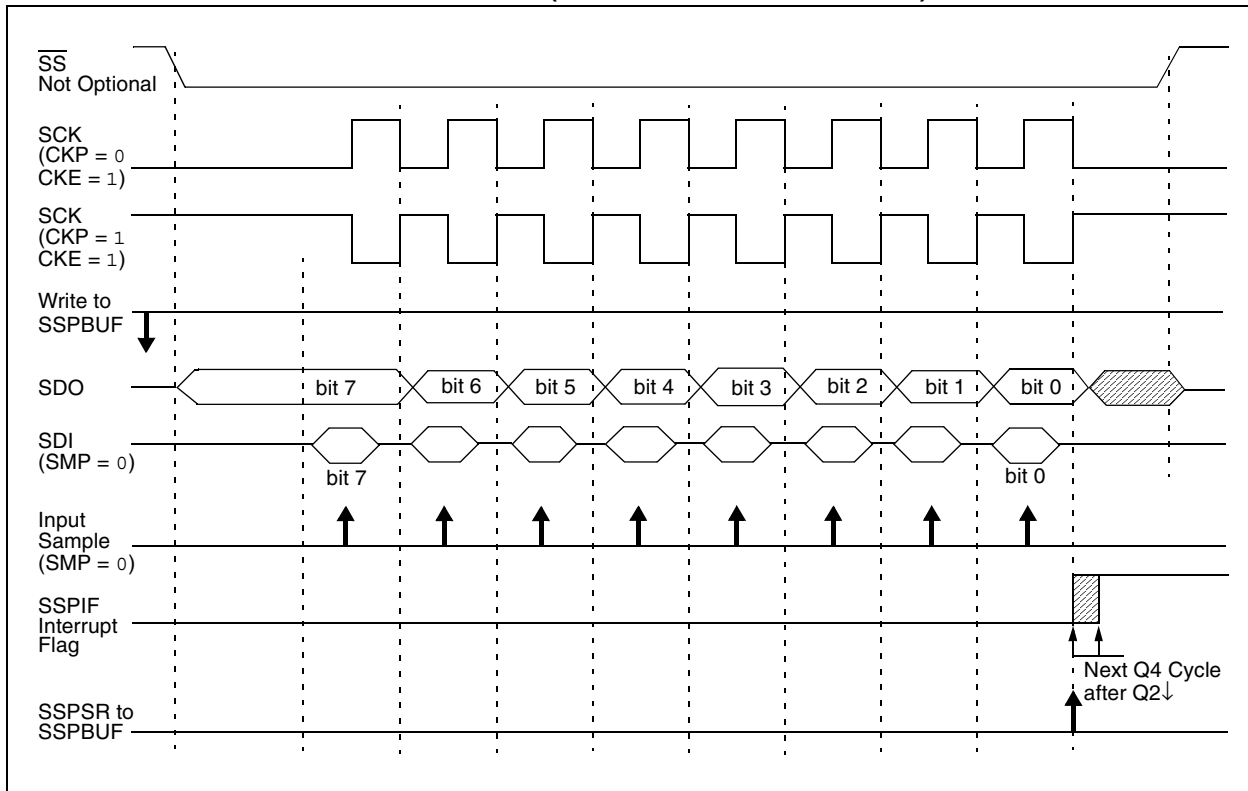 SS
Not Optional
SCK
(CKP = 0
CKE = 1)
SCK
(CKP = 1
CKE = 1)
Write to
SSPBUF
SDO
bit 7 bit 6 bit 5 bit 4 bit 3 bit 2 bit 1 bit 0
SDI
(SMP = 0)
bit 7 bit 0
Input
Sample
(SMP = 0)
SSPIF
Interrupt
Flag
Next Q4 Cycle
after Q2↓
SSPSR to
SSPBUF